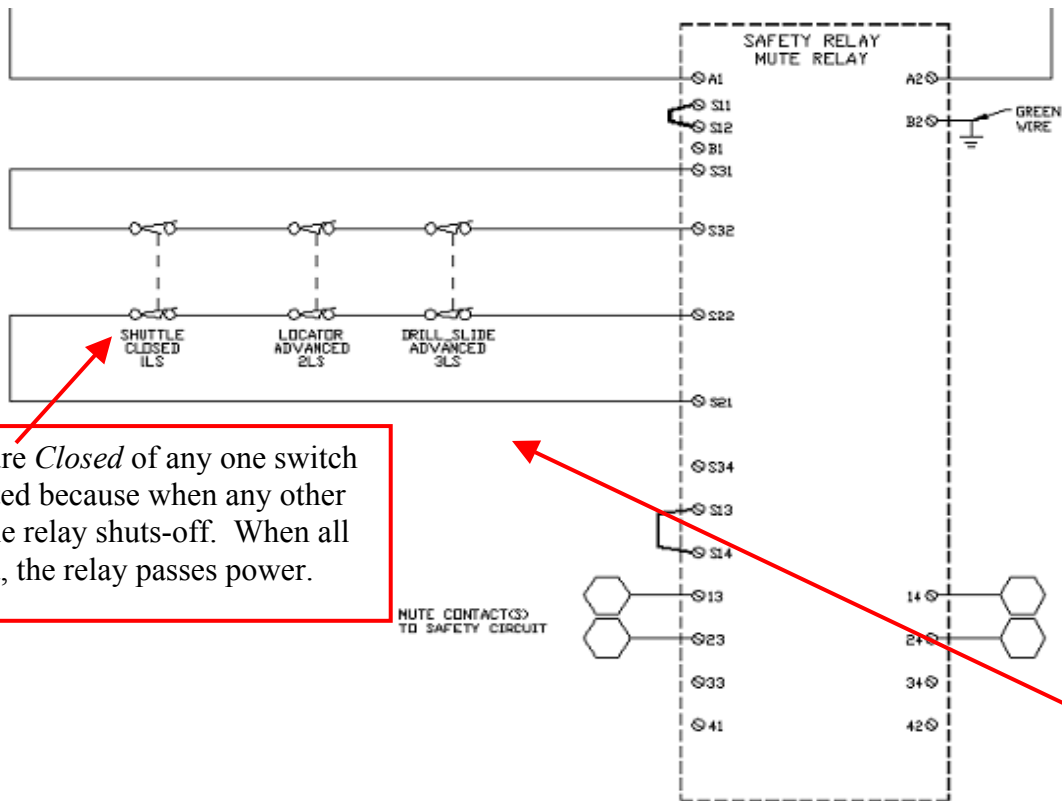 SAFETY RELAY
MUTE RELAY
A1
A2
S11
S12
B2
GREEN
WIRE
B1
S31
S32
S22
SHUTTLE
CLOSED
1LS
LOCATOR
ADVANCED
2LS
DRILL_SLIDE
ADVANCED
3LS
S21
are Closed of any one switch
ed because when any other
e relay shuts-off. When all
, the relay passes power.
S34
S13
S14
MUTE CONTACT(S)
TO SAFETY CIRCUIT
13
14
23
24
33
34
41
42